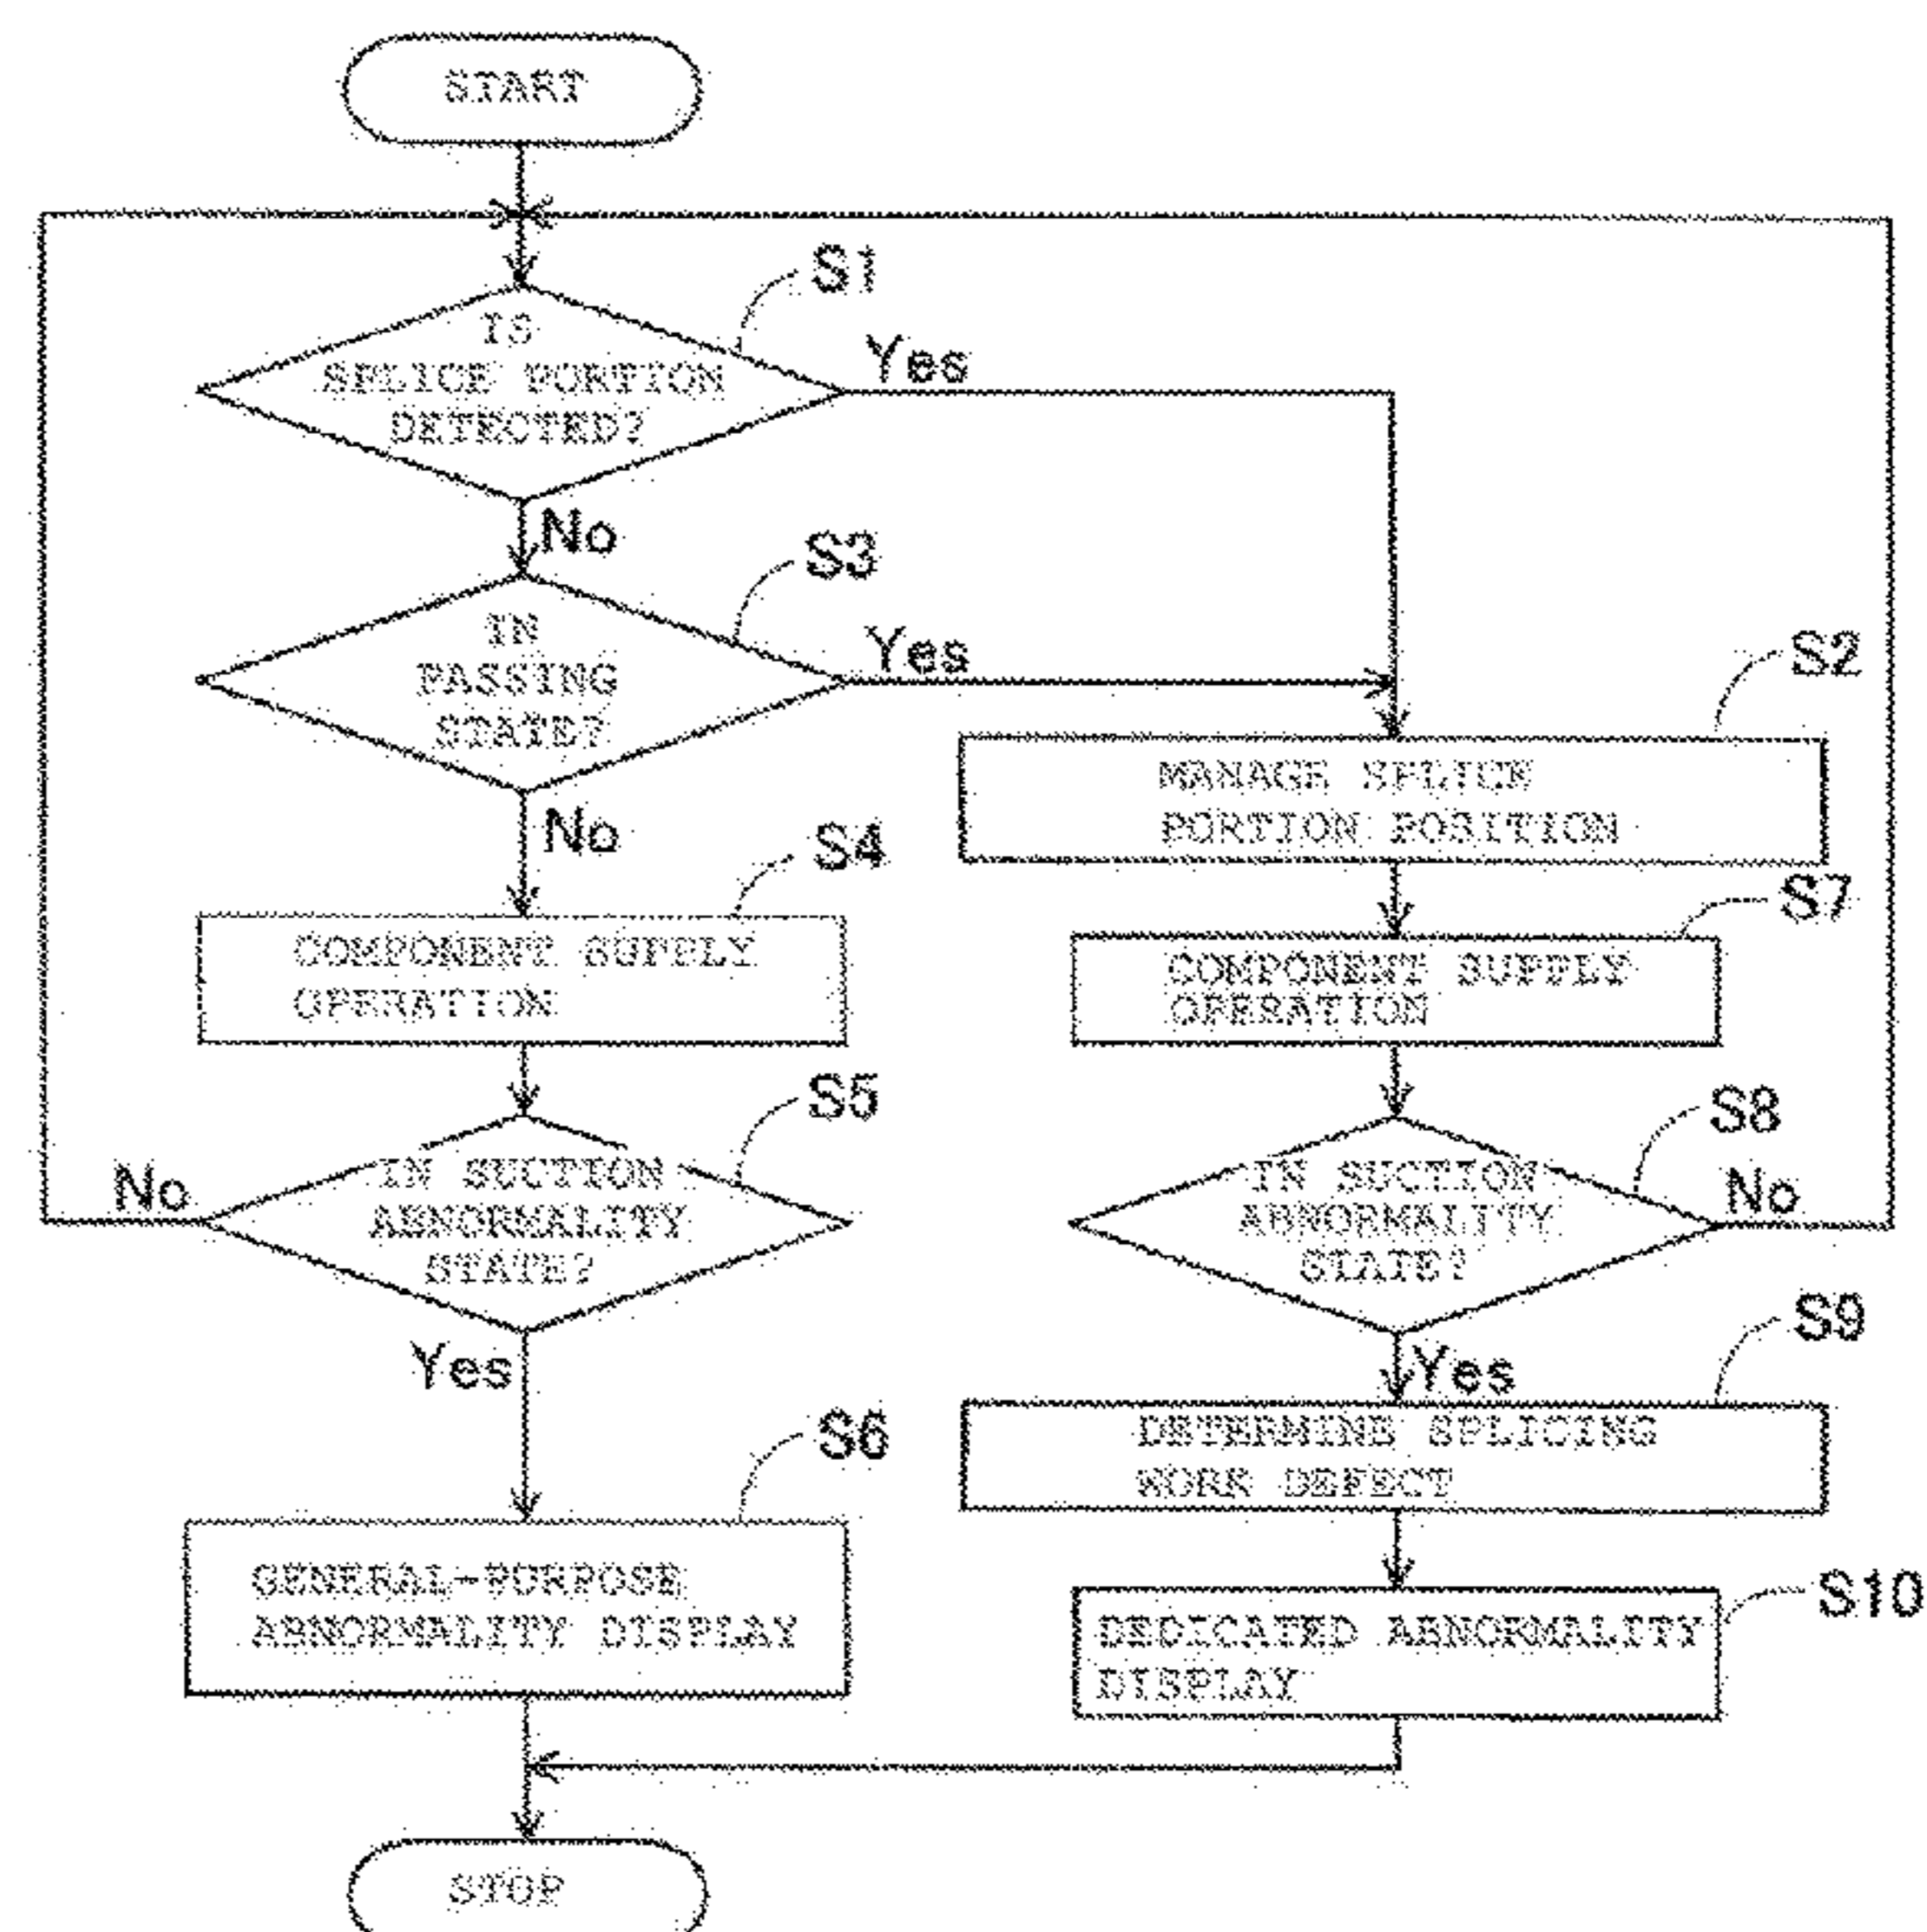 START
S1
IS
SPLICE PORTION
DETECTED?
Yes
No
S3
IN
PASSING
STATE?
Yes
No
S2
MANAGE SPLICE
PORTION POSITION
S4
COMPONENT SUPPLY
OPERATION
S7
COMPONENT SUPPLY
OPERATION
S5
IN SUCTION
ABNORMALITY
STATE?
No
Yes
S8
IN SUCTION
ABNORMALITY
STATE?
No
Yes
S9
DETERMINE SPLICING
WORK DEFECT
S6
GENERAL-PURPOSE
ABNORMALITY DISPLAY
S10
DEDICATED ABNORMALITY
DISPLAY
STOP